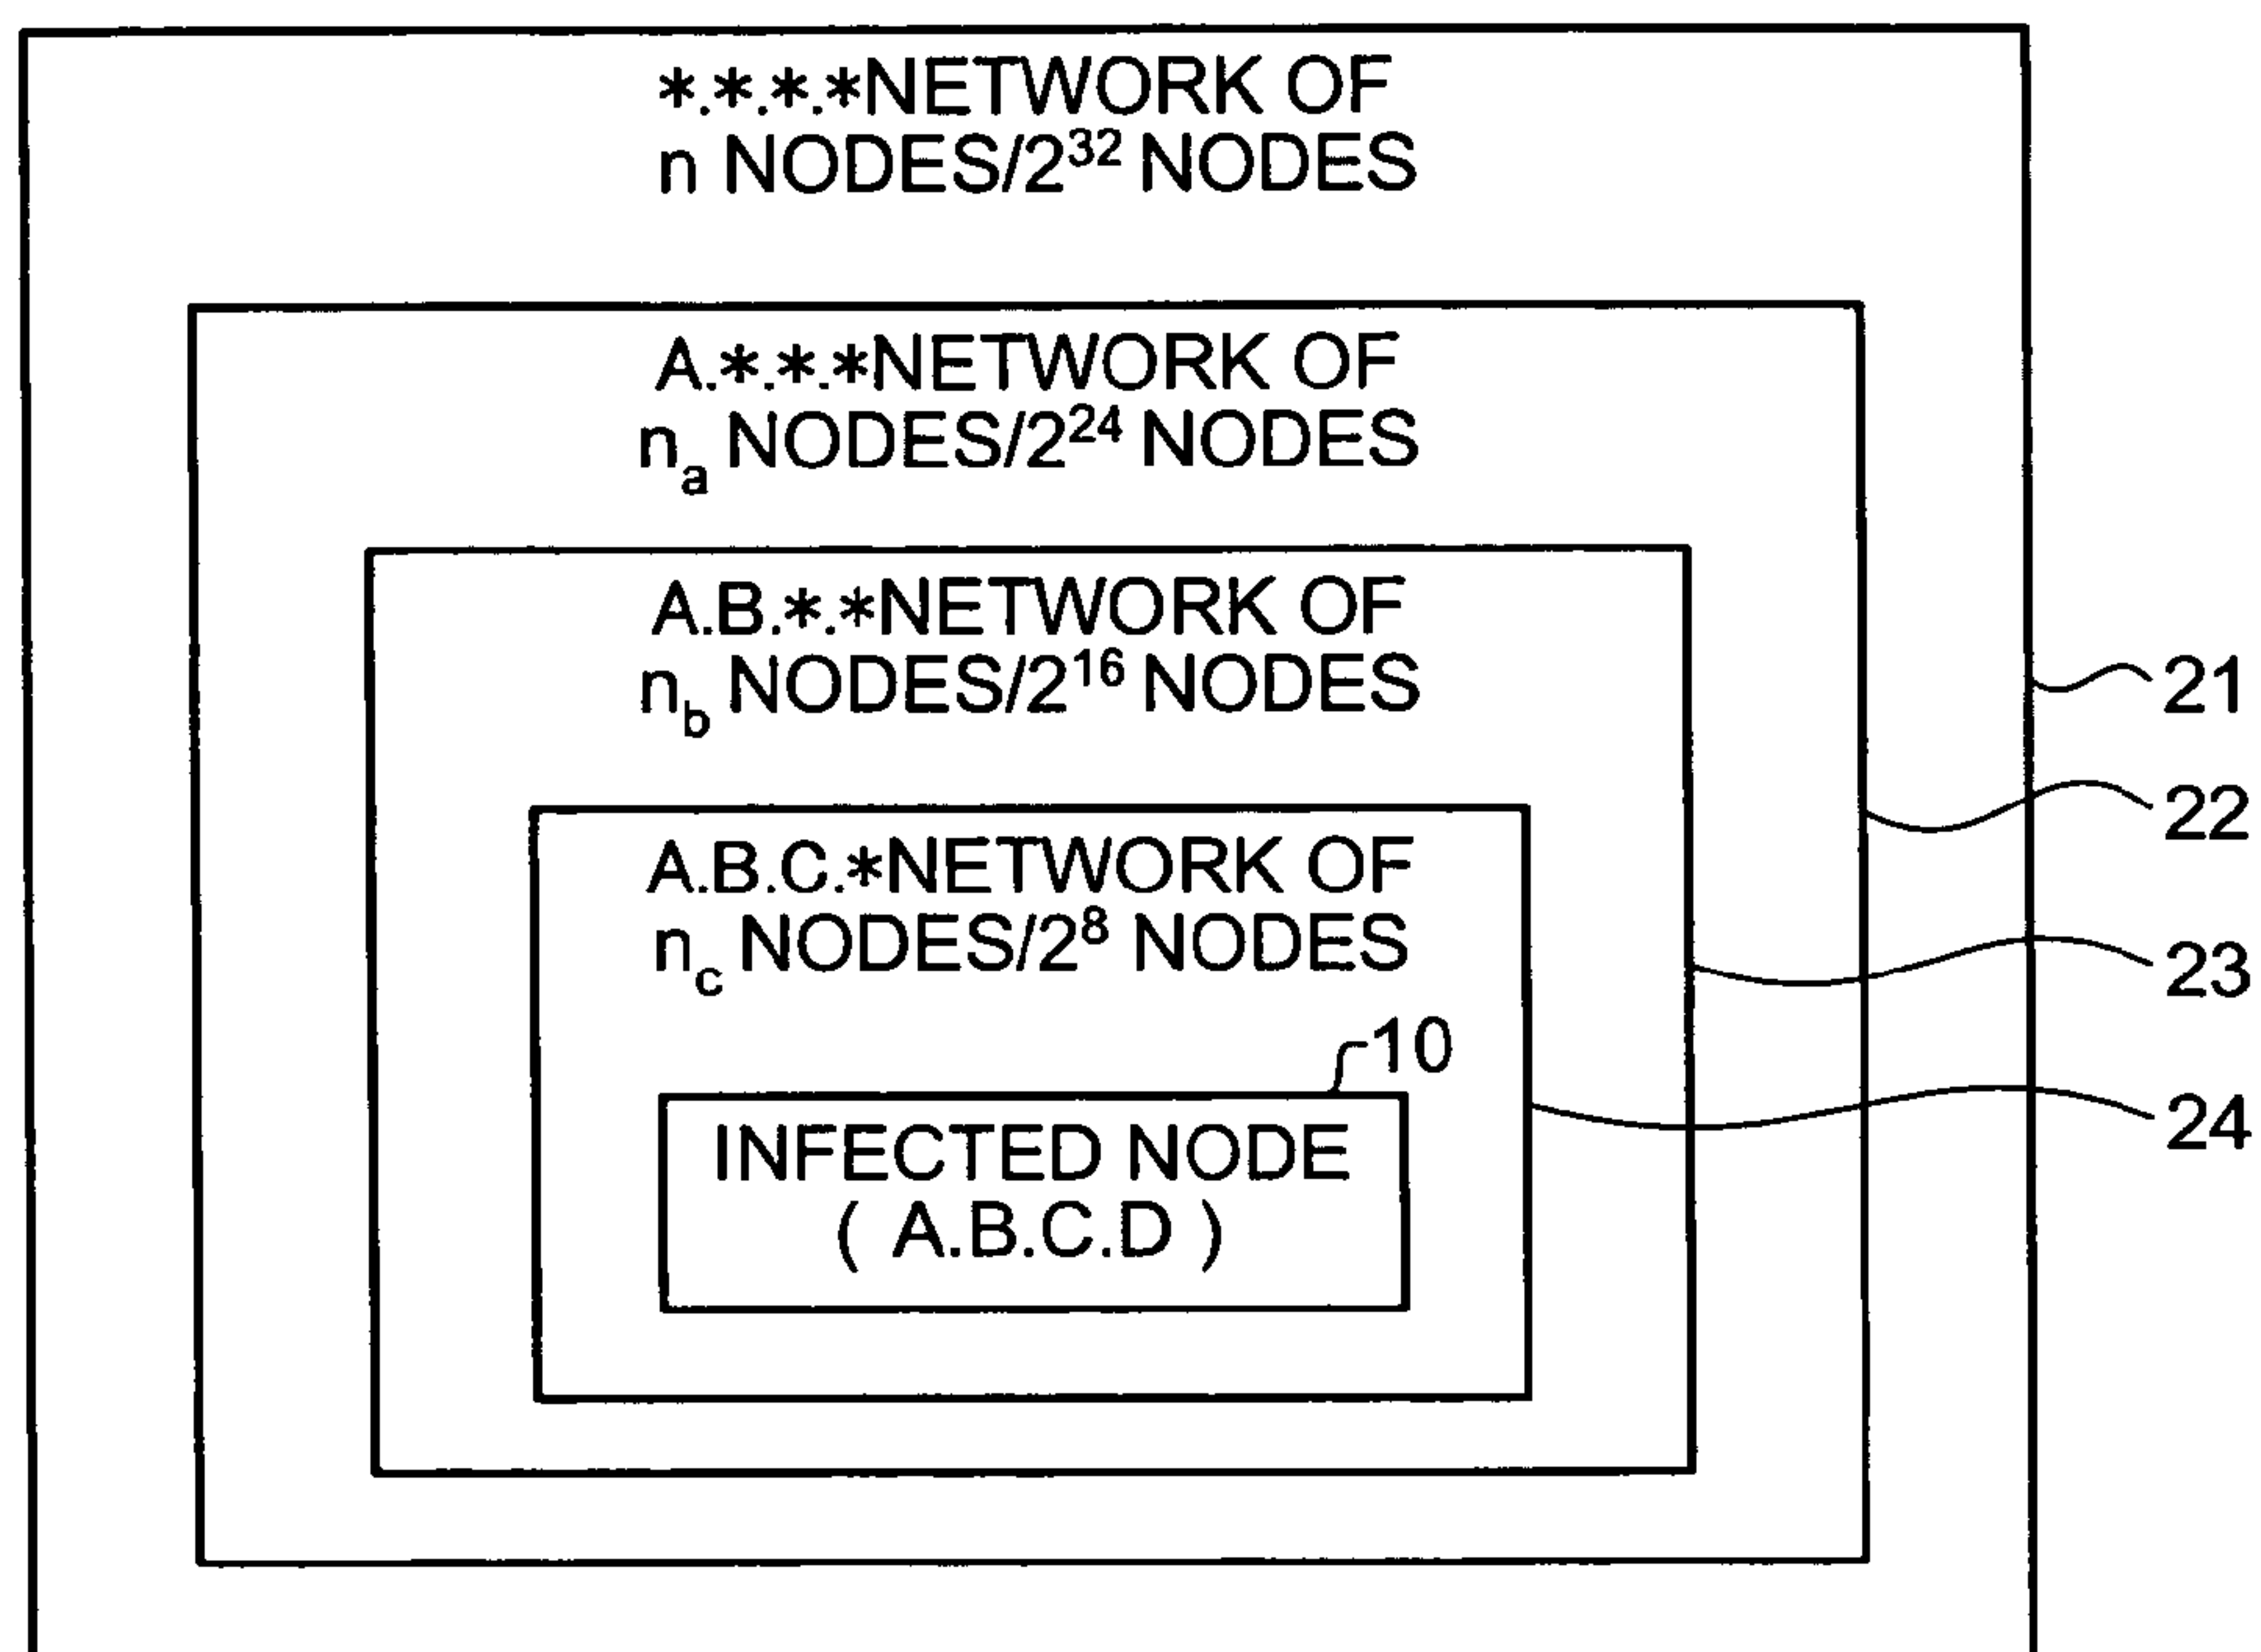 *.*.*.*NETWORK OF
n NODES/2³² NODES
A.*.*.*NETWORK OF
nₐ NODES/2²⁴ NODES
A.B.*.*NETWORK OF
n_b NODES/2¹⁶ NODES
21
22
A.B.C.*NETWORK OF
n_c NODES/2⁸ NODES
23
10
24
INFECTED NODE
( A.B.C.D )